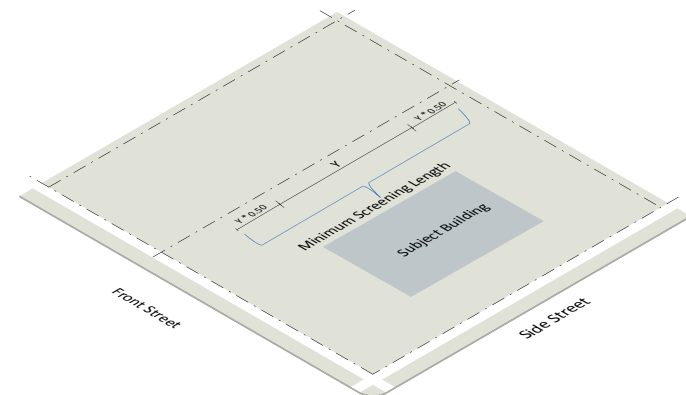 Y * 0.50
Y
Y * 0.50
Minimum Screening Length
Subject Building
Front Street
Side Street